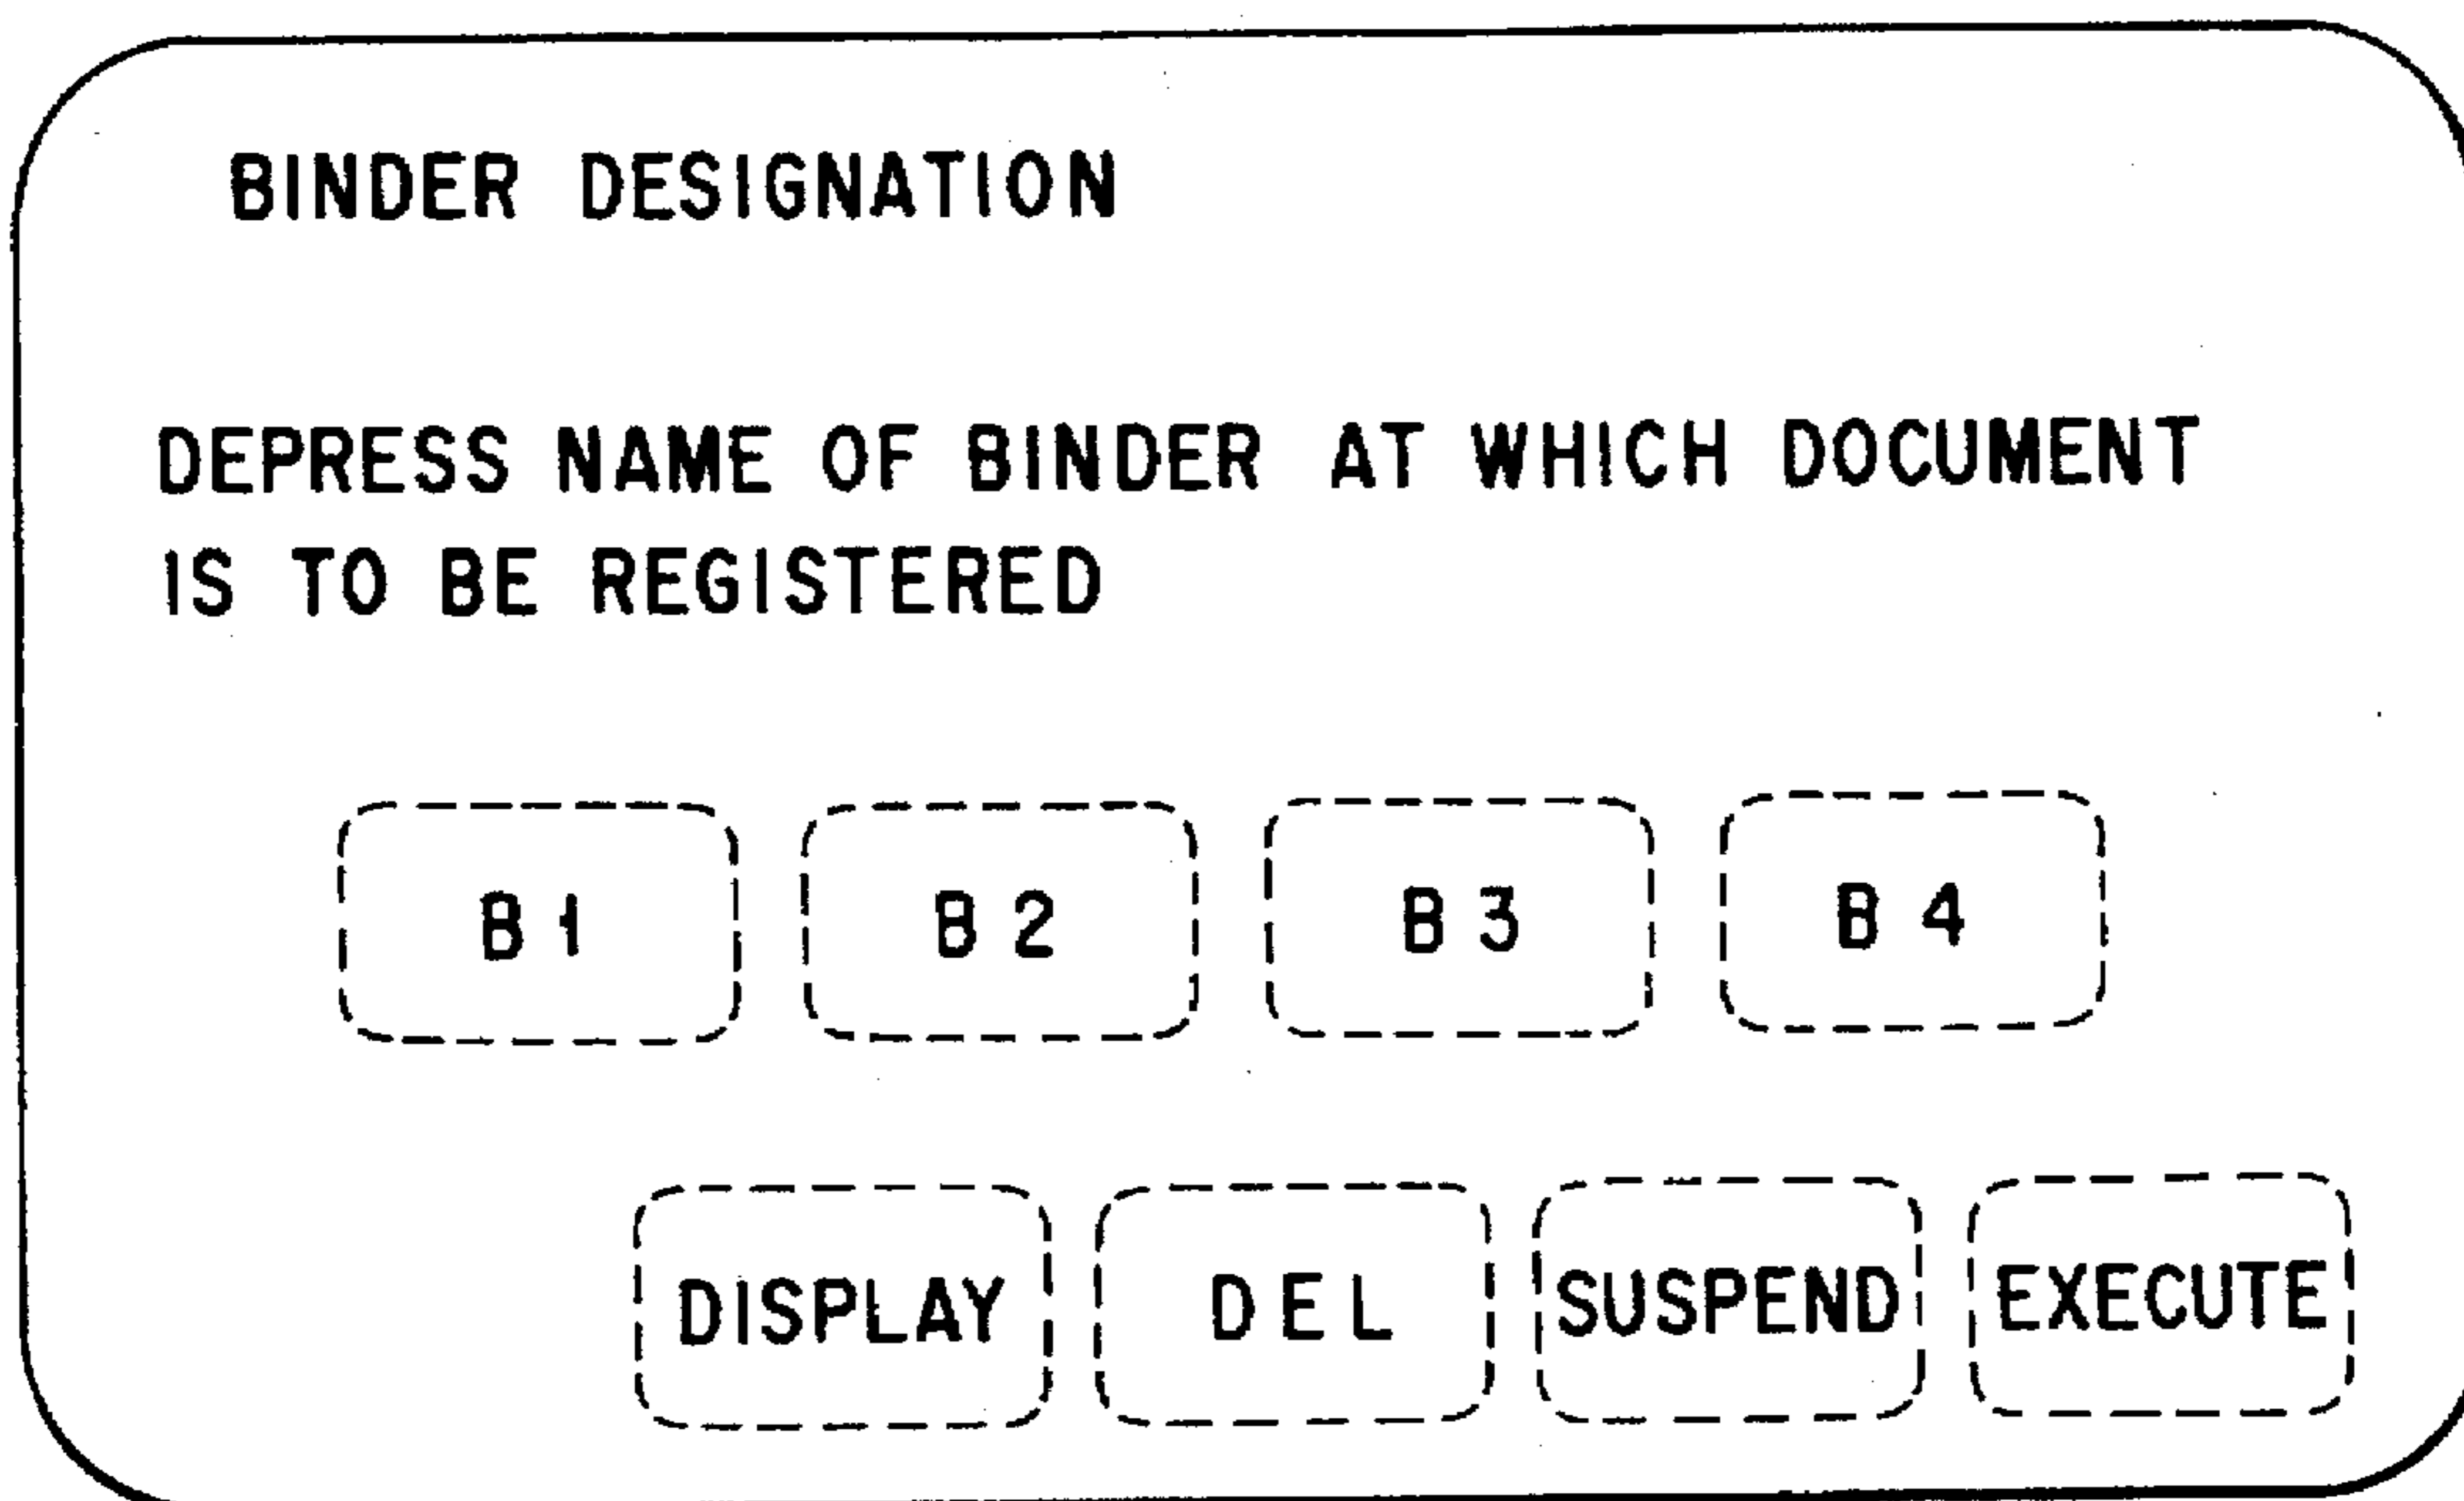 BINDER DESIGNATION
DEPRESS NAME OF BINDER AT WHICH DOCUMENT
IS TO BE REGISTERED
B1 B2 B3 B4
DISPLAY DEL SUSPEND EXECUTE